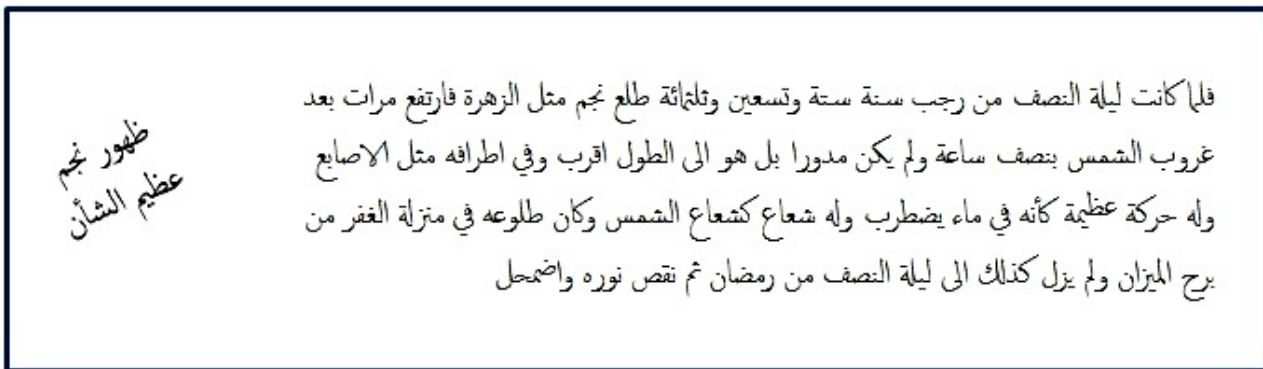 فلما كانت ليلة النصف من رجب سنة ستة وتسعين وثلثمائة طلع نجم مثل الزهرة فارتفع مرات بعد
غروب الشمس بنصف ساعة ولم يكن مدورا بل هو الى الطول اقرب وفي اطرافه مثل الاصابع
وله حركة عظيمة كأنه في ماء يضطرب وله شعاع كشعاع الشمس وكان طلوعه في منزلة الغفر من
برح الميزان ولم يزل كذلك الى ليلة النصف من رمضان ثم نقص نوره واضمحل
ظهور نجم
عظيم الشأن